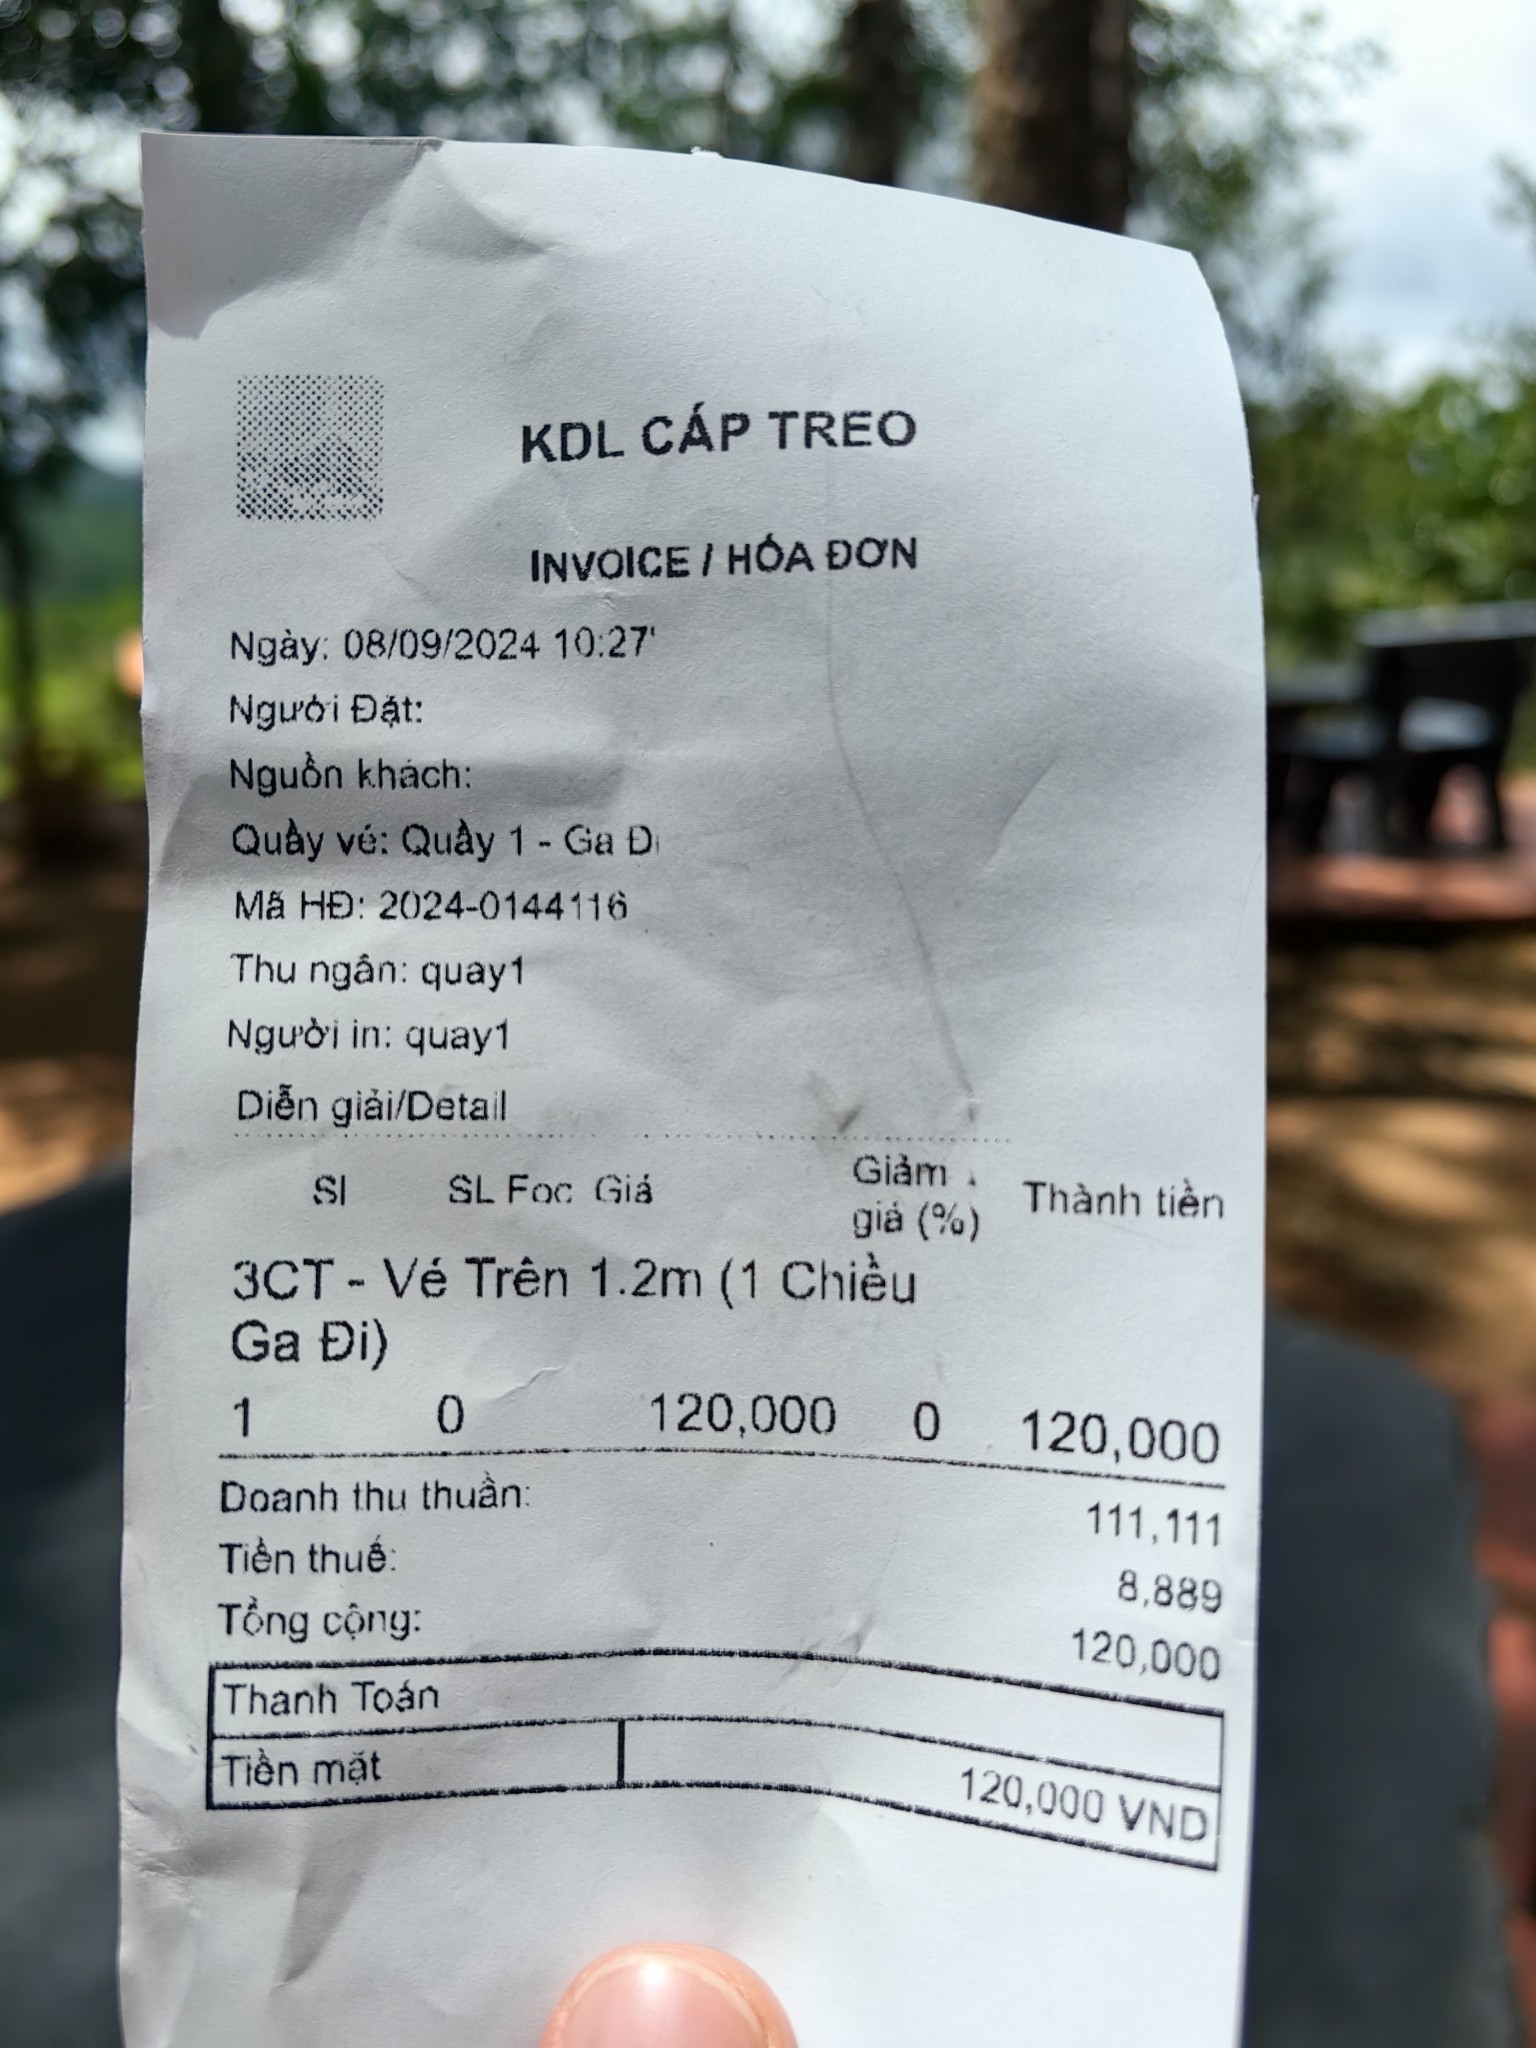 KDL CÁP TREO
INVOICE / HÓA ĐƠN
Ngày: 08/09/2024 10:27'
Người Đặt:
Nguồn khách:
Quầy vé: Quầy 1 - Ga Đi
Mã HĐ: 2024-0144116
Thu ngân: quay1
Người in: quay1
Diễn giải/Detail
Sl SL Foc Giá Giảm giá (%) Thành tiền
3CT - Vé Trên 1.2m (1 Chiều
Ga Đi)
1 0 120,000 0 120,000
Doanh thu thuần: 111,111
Tiền thuế: 8,889
Tổng cộng: 120,000
Thanh Toán
Tiền mặt 120,000 VND